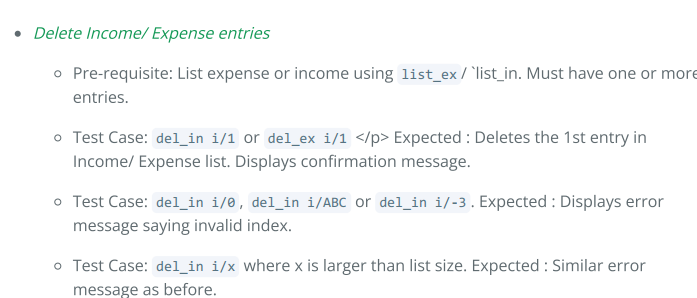 Delete Income/ Expense entries
Pre-requisite: List expense or income using list_ex/ `list_in. Must have one or more
entries.
Test Case: del_in i/1 or del_ex i/1 </p> Expected : Deletes the 1st entry in
Income/ Expense list. Displays confirmation message.
Test Case: del_in i/0, del_in i/ABC or del_in i/-3. Expected : Displays error
message saying invalid index.
Test Case: del_in i/x where x is larger than list size. Expected : Similar error
message as before.